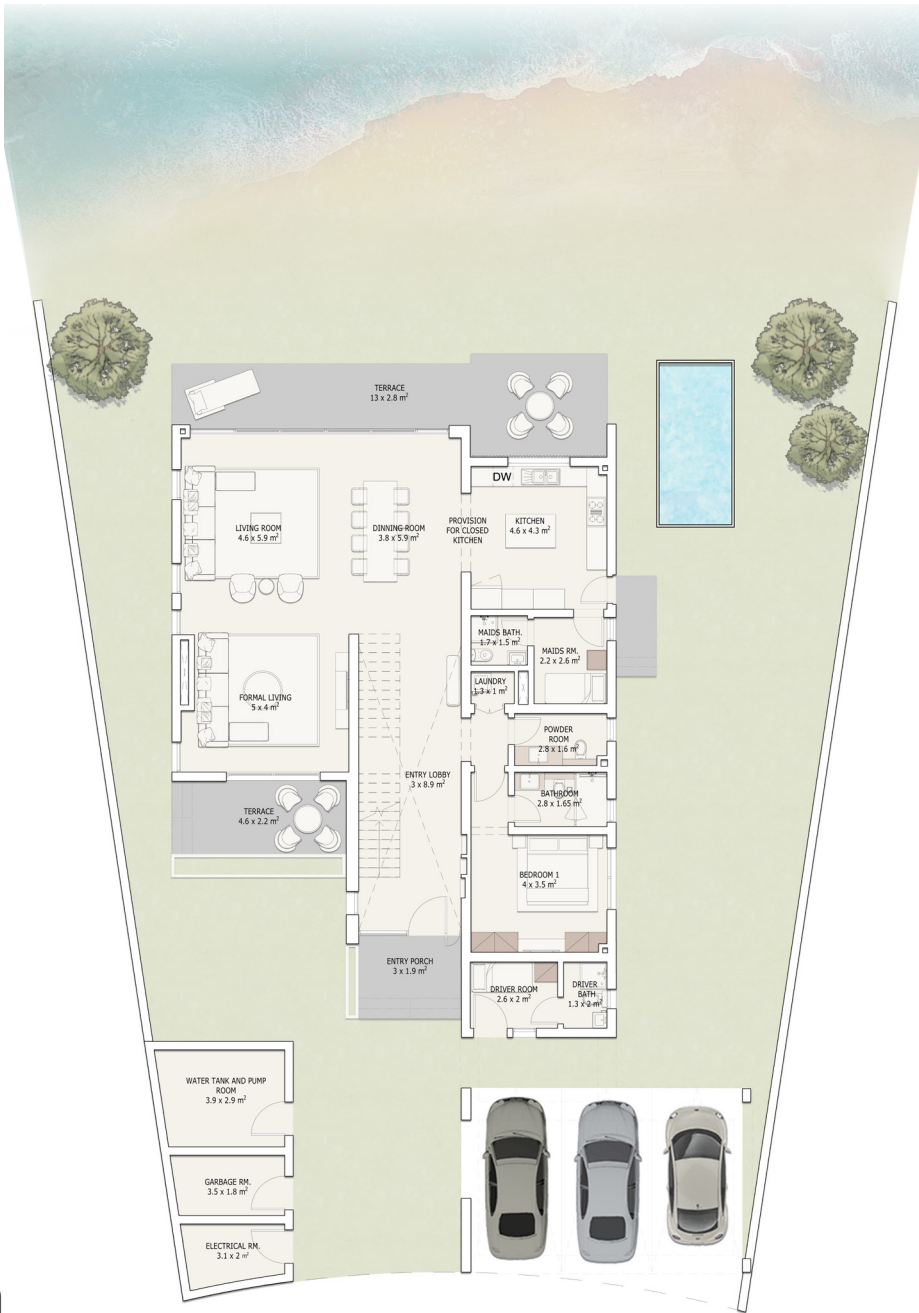 TERRACE
13 x 2.8 m²
DW
LIVING ROOM
4.6 x 5.9 m²
DINNING ROOM
3.8 x 5.9 m²
PROVISION
FOR CLOSED
KITCHEN
KITCHEN
4.6 x 4.3 m²
MAIDS BATH.
1.7 x 1.5 m²
MAIDS RM.
2.2 x 2.6 m²
LAUNDRY
1.3 x 1 m²
FORMAL LIVING
5 x 4 m²
POWDER
ROOM
2.8 x 1.6 m²
ENTRY LOBBY
3 x 8.9 m²
BATHROOM
2.8 x 1.65 m²
TERRACE
4.6 x 2.2 m²
BEDROOM 1
4 x 3.5 m²
ENTRY PORCH
3 x 1.9 m²
DRIVER ROOM
2.6 x 2 m²
DRIVER
BATH
1.3 x 2 m²
WATER TANK AND PUMP
ROOM
3.9 x 2.9 m²
GARBAGE RM.
3.5 x 1.8 m²
ELECTRICAL RM.
3.1 x 2 m²